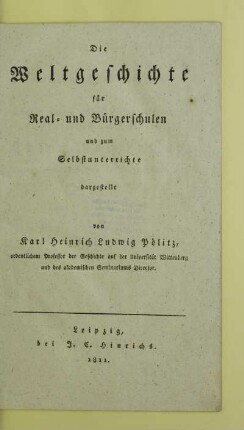 Die
Weltgeschichte
für
Real- und Bürgerschulen
und zum
Selbstunterrichte
dargestellt
von
Karl Heinrich Ludwig Pölitz,
ordentlichem Professor der Geschichte auf der Universität Wittenberg
und des akademischen Seminariums Director.
Leipzig,
bei J. C. Hinrichs.
1811.